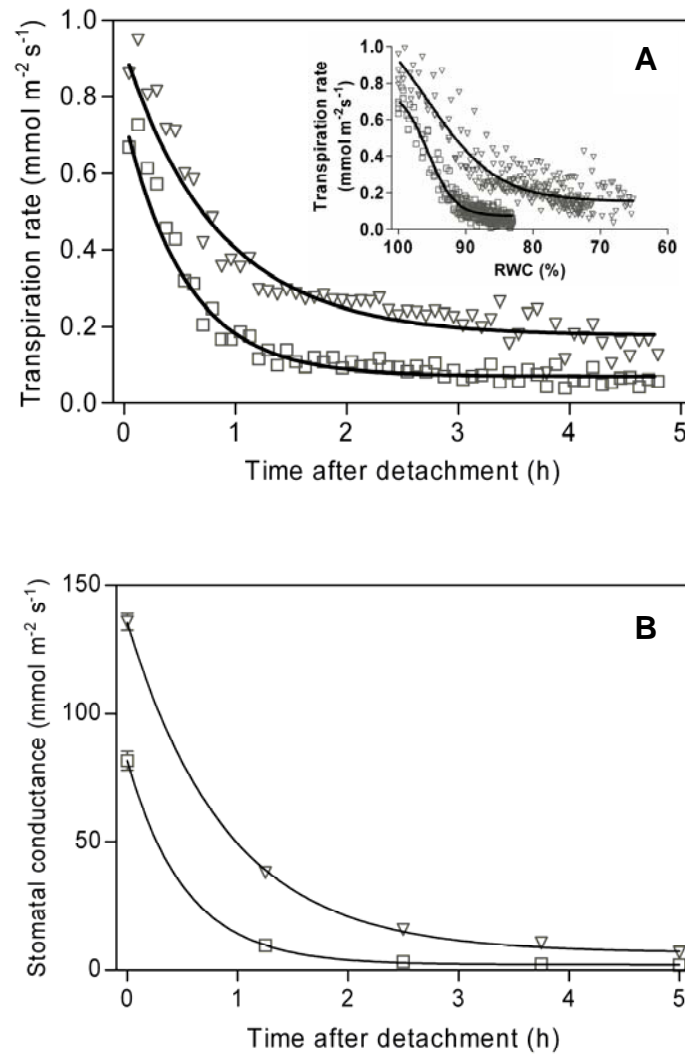 A
Transpiration rate (mmol m⁻² s⁻¹)
1.0
0.8
0.6
0.4
0.2
0.0
0 1 2 3 4 5
Time after detachment (h)
Transpiration rate
(mmol m⁻²s⁻¹)
1.0
0.8
0.6
0.4
0.2
0.0
100 90 80 70 60
RWC (%)
B
Stomatal conductance (mmol m⁻² s⁻¹)
150
100
50
0
0 1 2 3 4 5
Time after detachment (h)